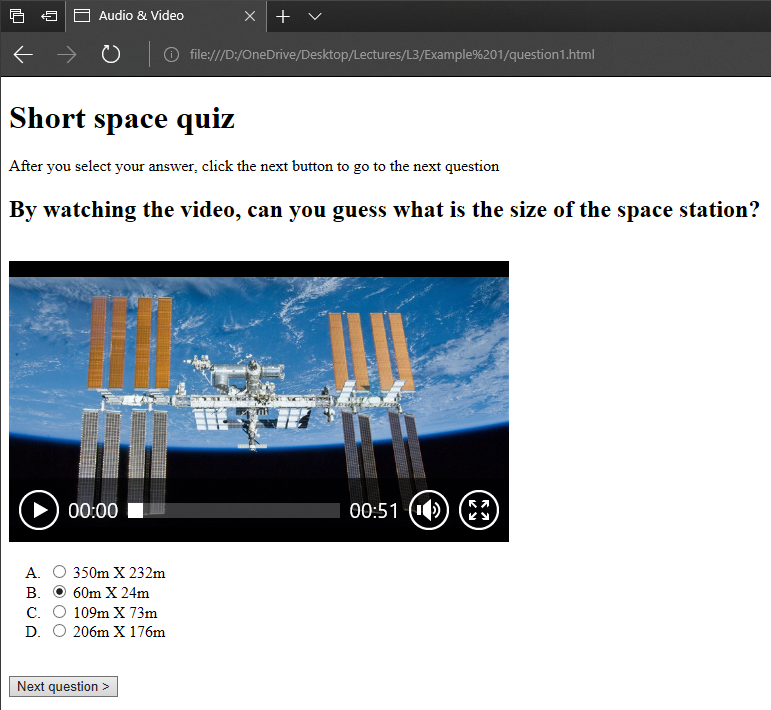 Audio & Video
file:///D:/OneDrive/Desktop/Lectures/L3/Example%201/question1.html
Short space quiz
After you select your answer, click the next button to go to the next question
By watching the video, can you guess what is the size of the space station?
00:00 00:51
A. 350m X 232m
B. 60m X 24m
C. 109m X 73m
D. 206m X 176m
Next question >